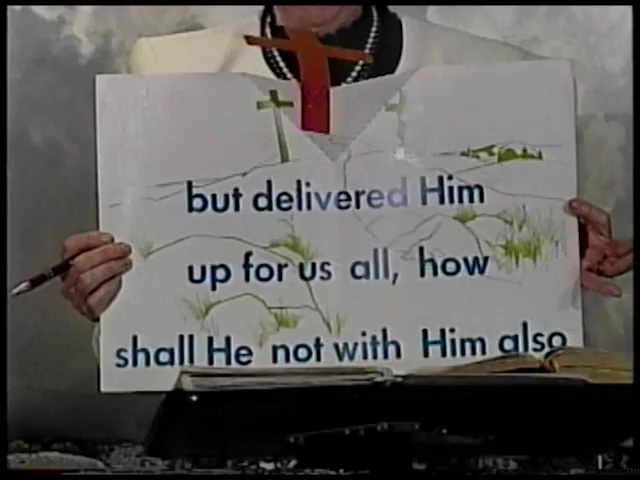 but delivered Him
up for us all, how
shall He not with Him also